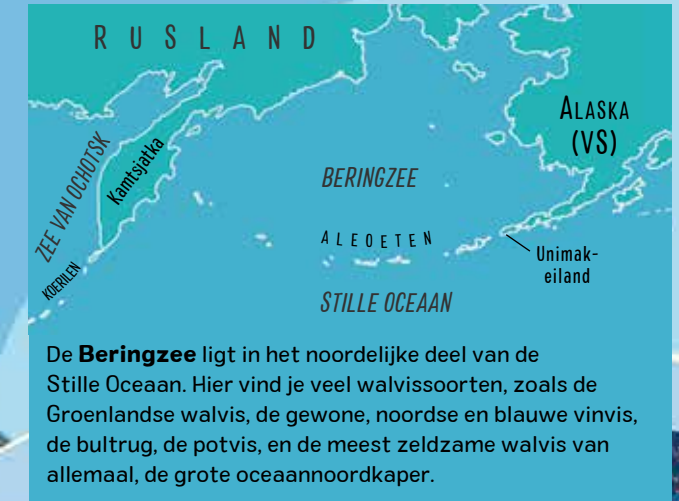 RUSLAND
ALASKA
(VS)
ZEE VAN OCHOTSK
Kamtsjatka
BERINGZEE
ALEOETEN
Unimak-
eiland
KOERILEN
STILLE OCEAAN
De Beringzee ligt in het noordelijke deel van de
Stille Oceaan. Hier vind je veel walvissoorten, zoals de
Groenlandse walvis, de gewone, noordse en blauwe vinvis,
de bultrug, de potvis, en de meest zeldzame walvis van
allemaal, de grote oceaannoordkaper.